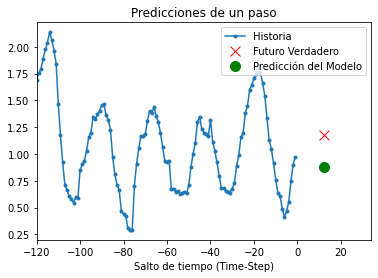 Predicciones de un paso
Historia
Futuro Verdadero
Predicción del Modelo
2.00
1.75
1.50
1.25
1.00
0.75
0.50
0.25
−120 −100 −80 −60 −40 −20 0 20
Salto de tiempo (Time-Step)